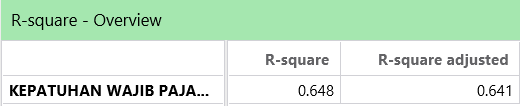 R-square - Overview
R-square R-square adjusted
KEPATUHAN WAJIB PAJA... 0.648 0.641